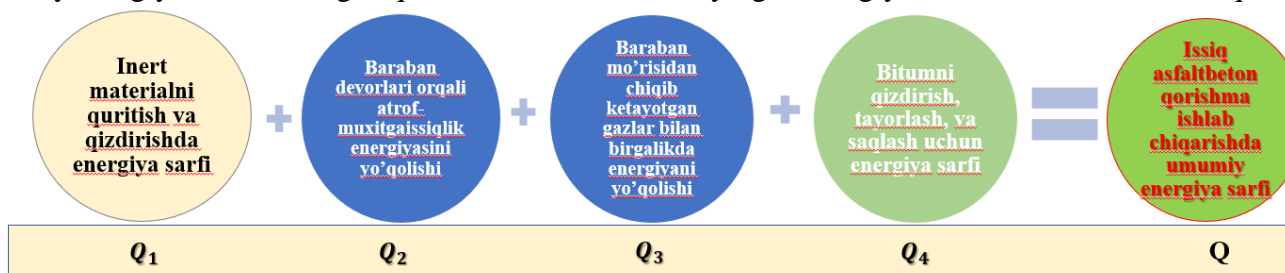 Inert
materialni
quritish va
qizdirishda
energiya sarfi
+
Baraban
devorlari orqali
atrof-
muxitgaissiqlik
energiyasini
yo’qolishi
+
Baraban
mo’risidan
chiqib
ketayotgan
gazlar bilan
birgalikda
energiyani
yo’qolishi
+
Bitumni
qizdirish,
tayorlash, va
saqlash uchun
energiya sarfi
=
Issiq
asfaltbeton
qorishma
ishlab
chiqarishda
umumiy
energiya sarfi
Q₁ Q₂ Q₃ Q₄ Q